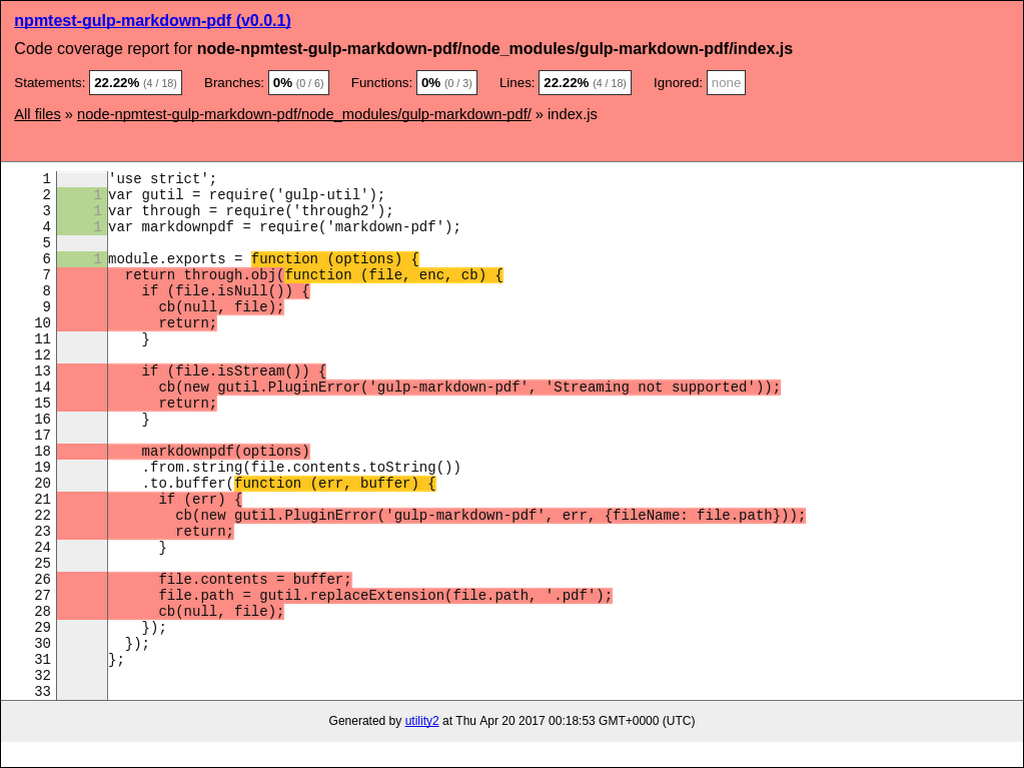 npmtest-gulp-markdown-pdf (v0.0.1)
Code coverage report for node-npmtest-gulp-markdown-pdf/node_modules/gulp-markdown-pdf/index.js
Statements: 22.22% (4 / 18) Branches: 0% (0 / 6) Functions: 0% (0 / 3) Lines: 22.22% (4 / 18) Ignored: none
All files » node-npmtest-gulp-markdown-pdf/node_modules/gulp-markdown-pdf/ » index.js
1 'use strict';
2 1 var gutil = require('gulp-util');
3 1 var through = require('through2');
4 1 var markdownpdf = require('markdown-pdf');
5
6 1 module.exports = function (options) {
7   return through.obj(function (file, enc, cb) {
8     if (file.isNull()) {
9       cb(null, file);
10       return;
11     }
12
13     if (file.isStream()) {
14       cb(new gutil.PluginError('gulp-markdown-pdf', 'Streaming not supported'));
15       return;
16     }
17
18     markdownpdf(options)
19     .from.string(file.contents.toString())
20     .to.buffer(function (err, buffer) {
21       if (err) {
22         cb(new gutil.PluginError('gulp-markdown-pdf', err, {fileName: file.path}));
23         return;
24       }
25
26       file.contents = buffer;
27       file.path = gutil.replaceExtension(file.path, '.pdf');
28       cb(null, file);
29     });
30   });
31 };
32
33
Generated by utility2 at Thu Apr 20 2017 00:18:53 GMT+0000 (UTC)